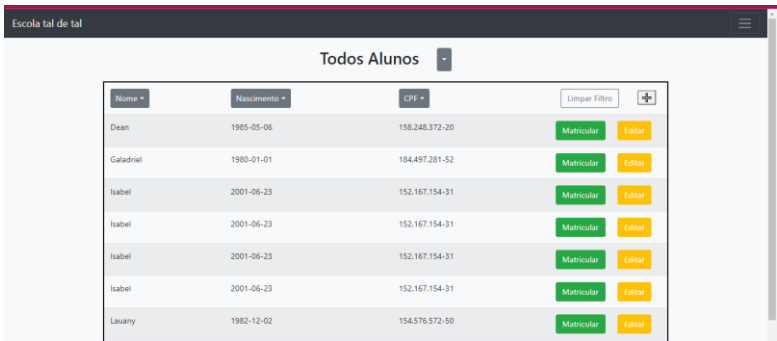 Escola tal de tal
Todos Alunos
Nome Nascimento CPF Limpar Filtro
Dean 1985-05-06 158.248.372-20 Matricular Editar
Galadriel 1980-01-01 184.497.281-52 Matricular Editar
Isabel 2001-06-23 152.167.154-31 Matricular Editar
Isabel 2001-06-23 152.167.154-31 Matricular Editar
Isabel 2001-06-23 152.167.154-31 Matricular Editar
Isabel 2001-06-23 152.167.154-31 Matricular Editar
Lauany 1982-12-02 154.576.572-50 Matricular Editar